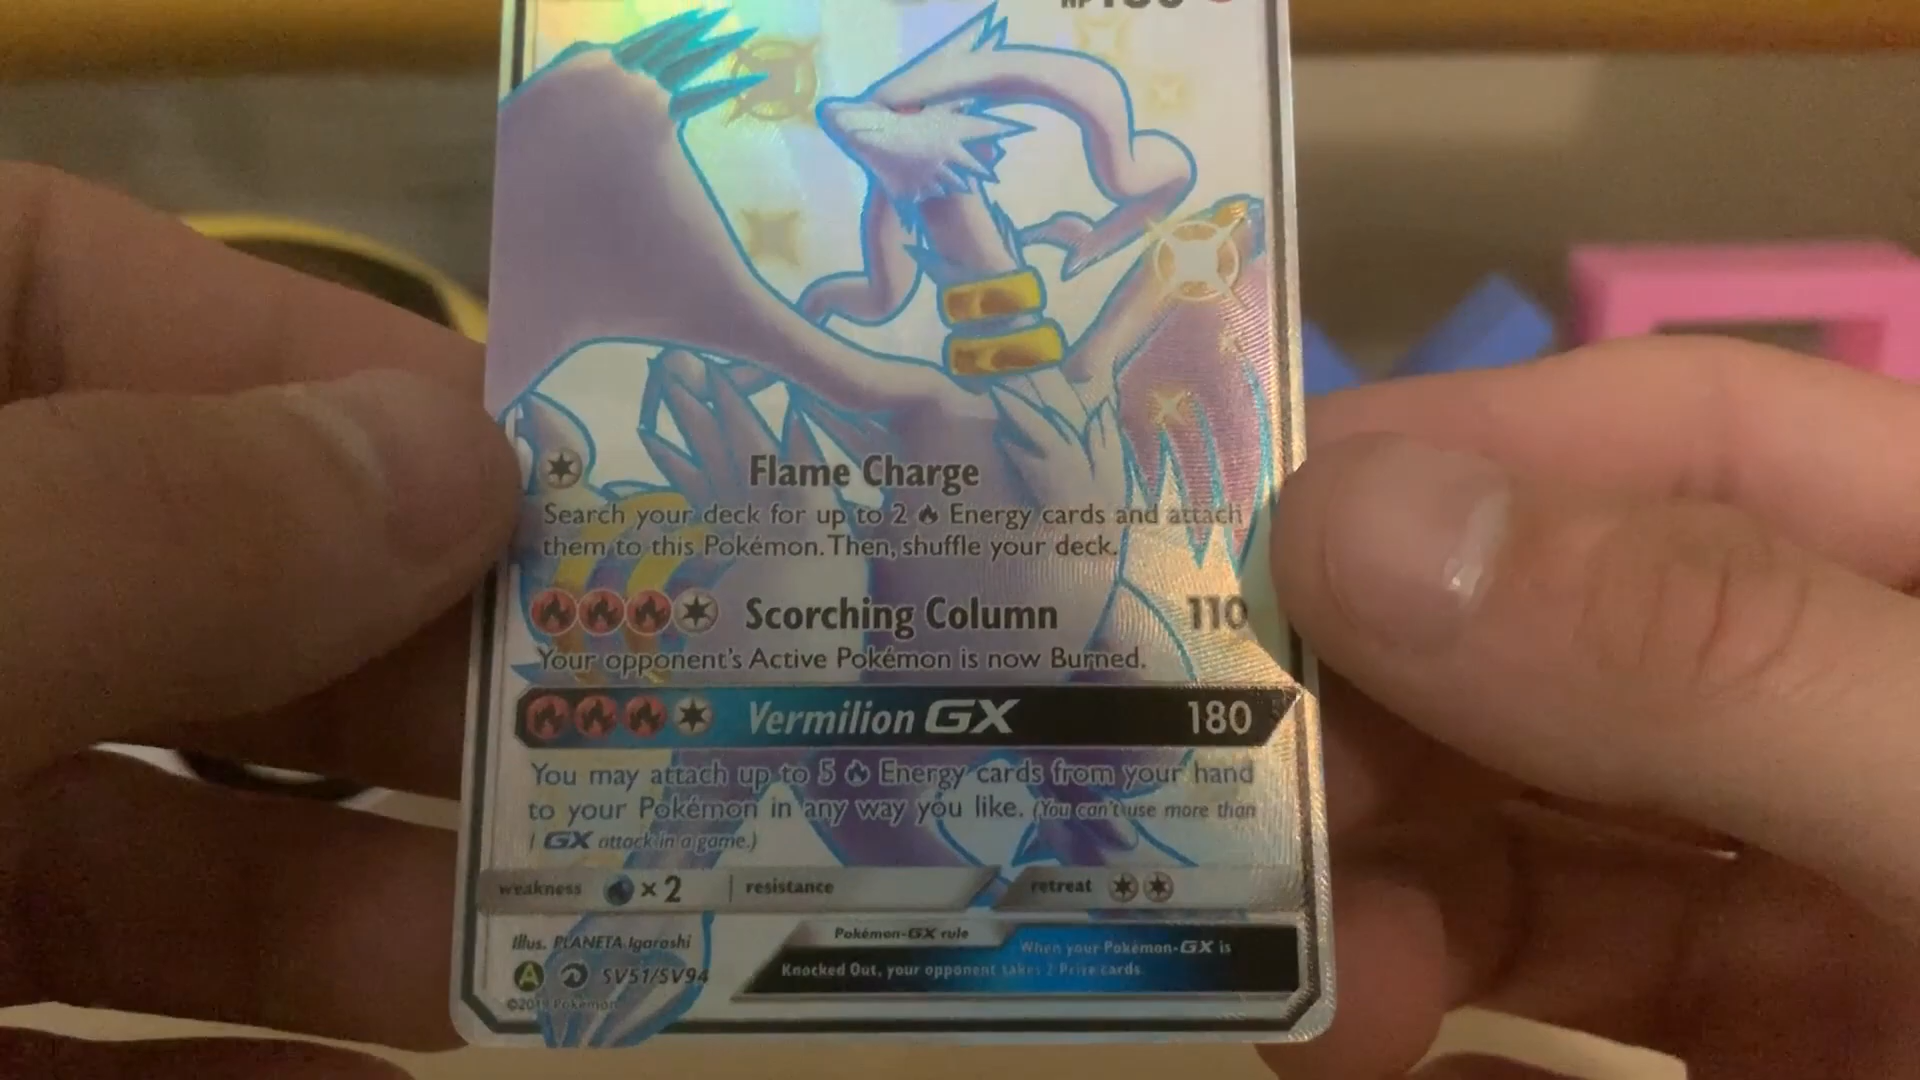 Flame Charge
Search your deck for up to 2 Energy cards and attach
them to this Pokémon. Then, shuffle your deck.
Scorching Column 110
Your opponent's Active Pokémon is now Burned.
Vermilion GX 180
You may attach up to 5 Energy cards from your hand
to your Pokémon in any way you like. (You can't use more than
1 GX attack in a game.)
weakness ×2 resistance retreat
Illus. PLANETA Igarashi
Pokémon-GX rule
When your Pokémon-GX is
Knocked Out, your opponent takes 2 Prize cards.
A SV51/SV94
©2019 Pokémon